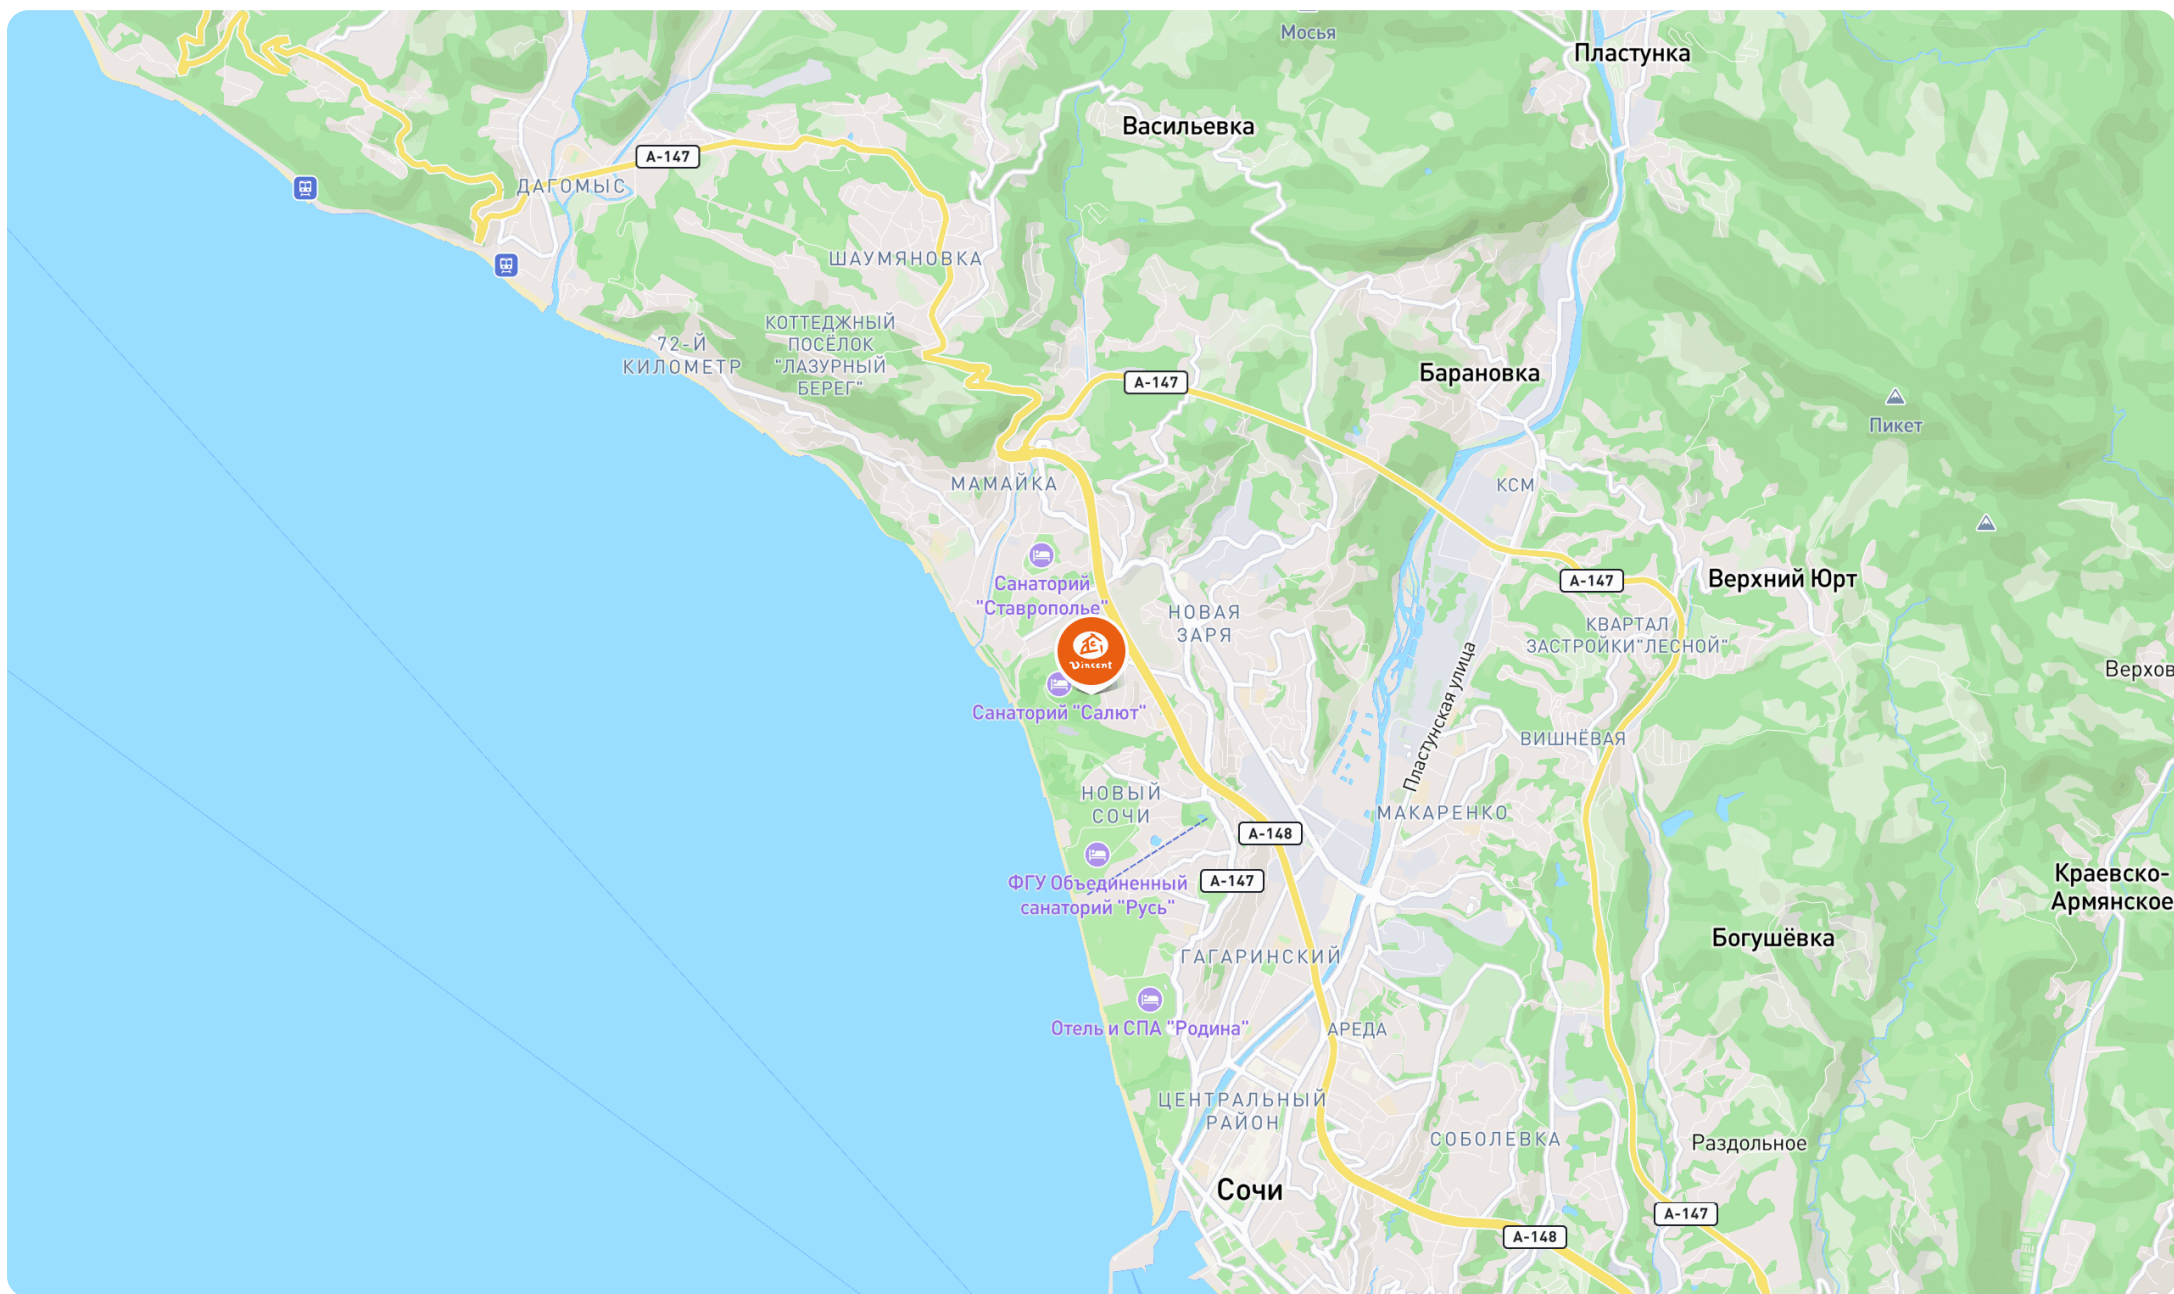 Мосья
Пластунка
Васильевка
А-147
ДАГОМЫС
ШАУМЯНОВКА
КОТТЕДЖНЫЙ
ПОСЁЛОК
"ЛАЗУРНЫЙ
БЕРЕГ"
72-Й
КИЛОМЕТР
А-147
Барановка
Пикет
МАМАЙКА
КСМ
Санаторий
"Ставрополье"
НОВАЯ
ЗАРЯ
А-147
Верхний Юрт
КВАРТАЛ
ЗАСТРОЙКИ"ЛЕСНОЙ"
Vincent
Верхов
Санаторий "Салют"
Пластунская улица
ВИШНЁВАЯ
НОВЫЙ
СОЧИ
МАКАРЕНКО
А-148
А-147
ФГУ Объединенный
санаторий "Русь"
Краевско-
Армянское
Богушёвка
ГАГАРИНСКИЙ
Отель и СПА "Родина"
АРЕДА
ЦЕНТРАЛЬНЫЙ
РАЙОН
СОБОЛЕВКА
Раздольное
Сочи
А-147
А-148